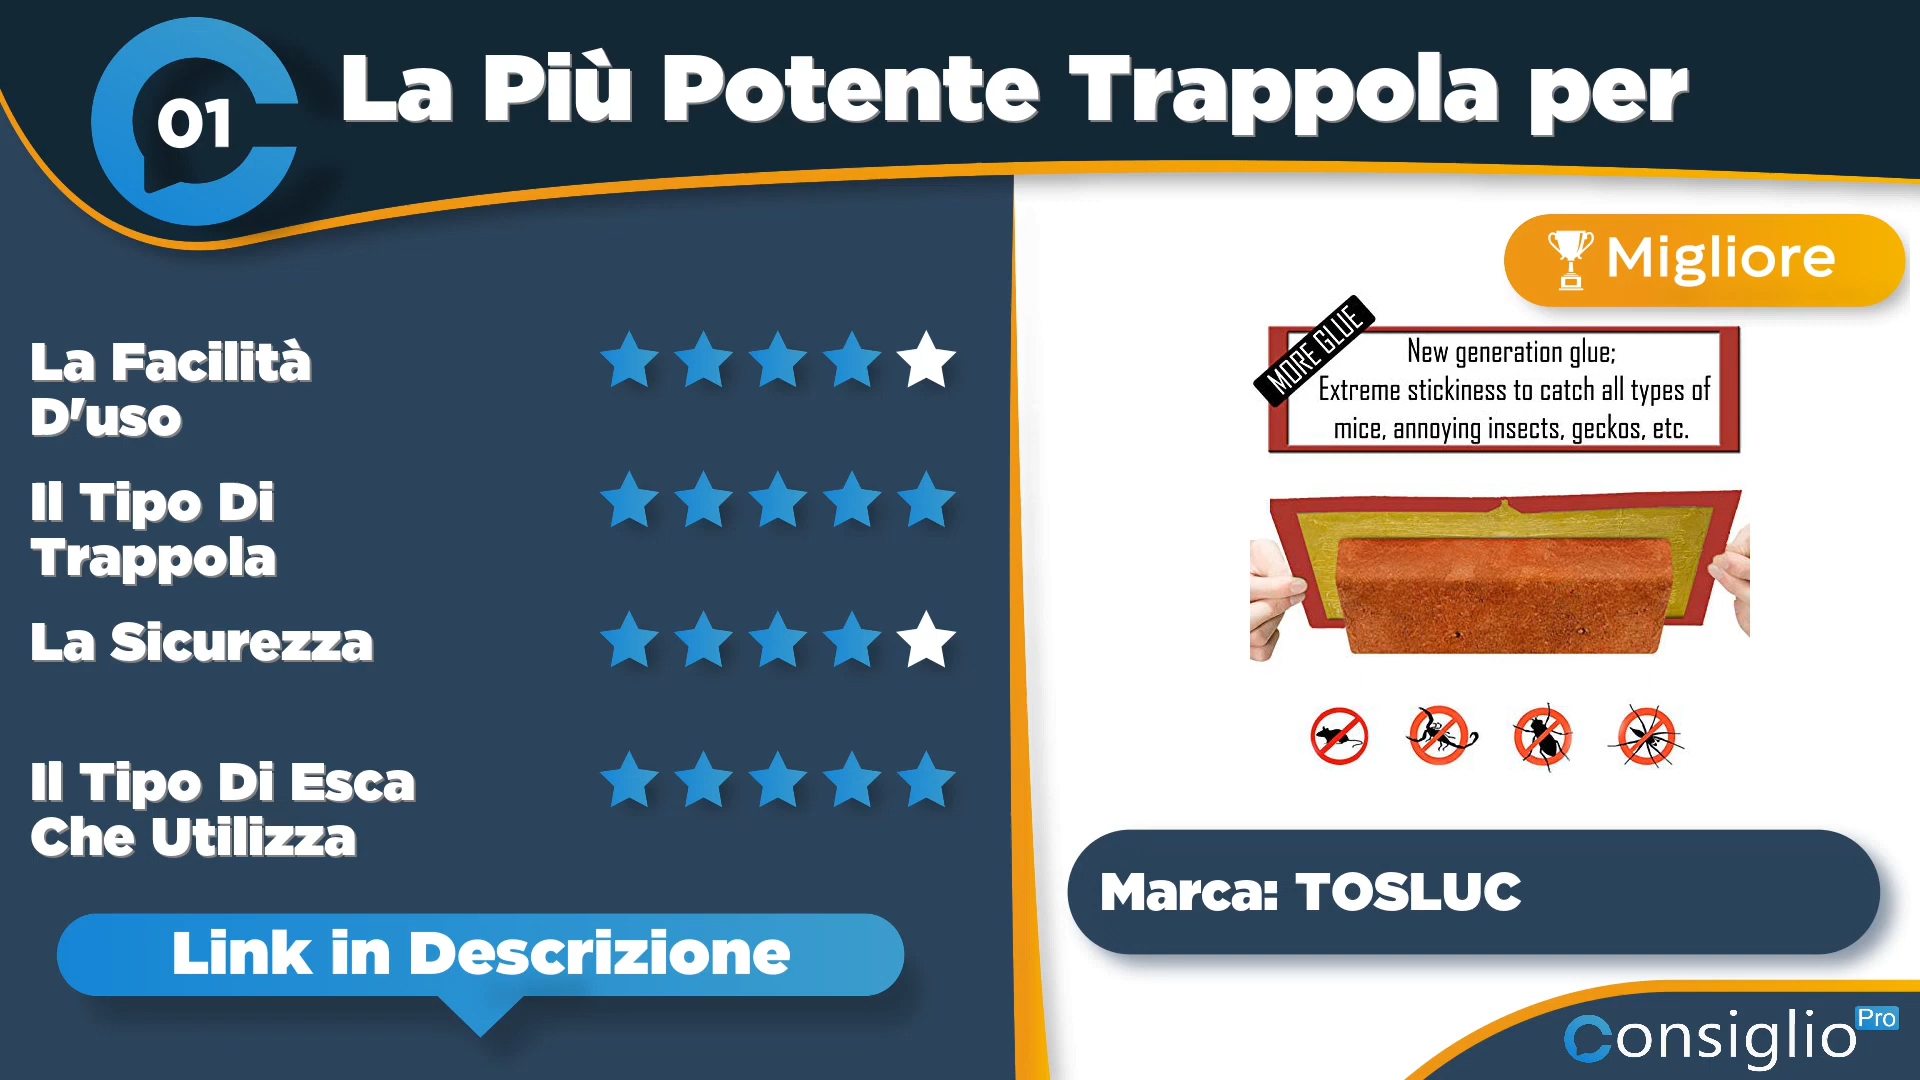 01
La Più Potente Trappola per
Migliore
MORE GLUE
New generation glue;
Extreme stickiness to catch all types of
mice, annoying insects, geckos, etc.
La Facilità
D'uso
Il Tipo Di
Trappola
La Sicurezza
Il Tipo Di Esca
Che Utilizza
Marca: TOSLUC
Link in Descrizione
Consiglio Pro